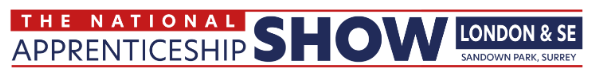 THE NATIONAL
APPRENTICESHIP
SHOW
LONDON & SE
SANDOWN PARK, SURREY